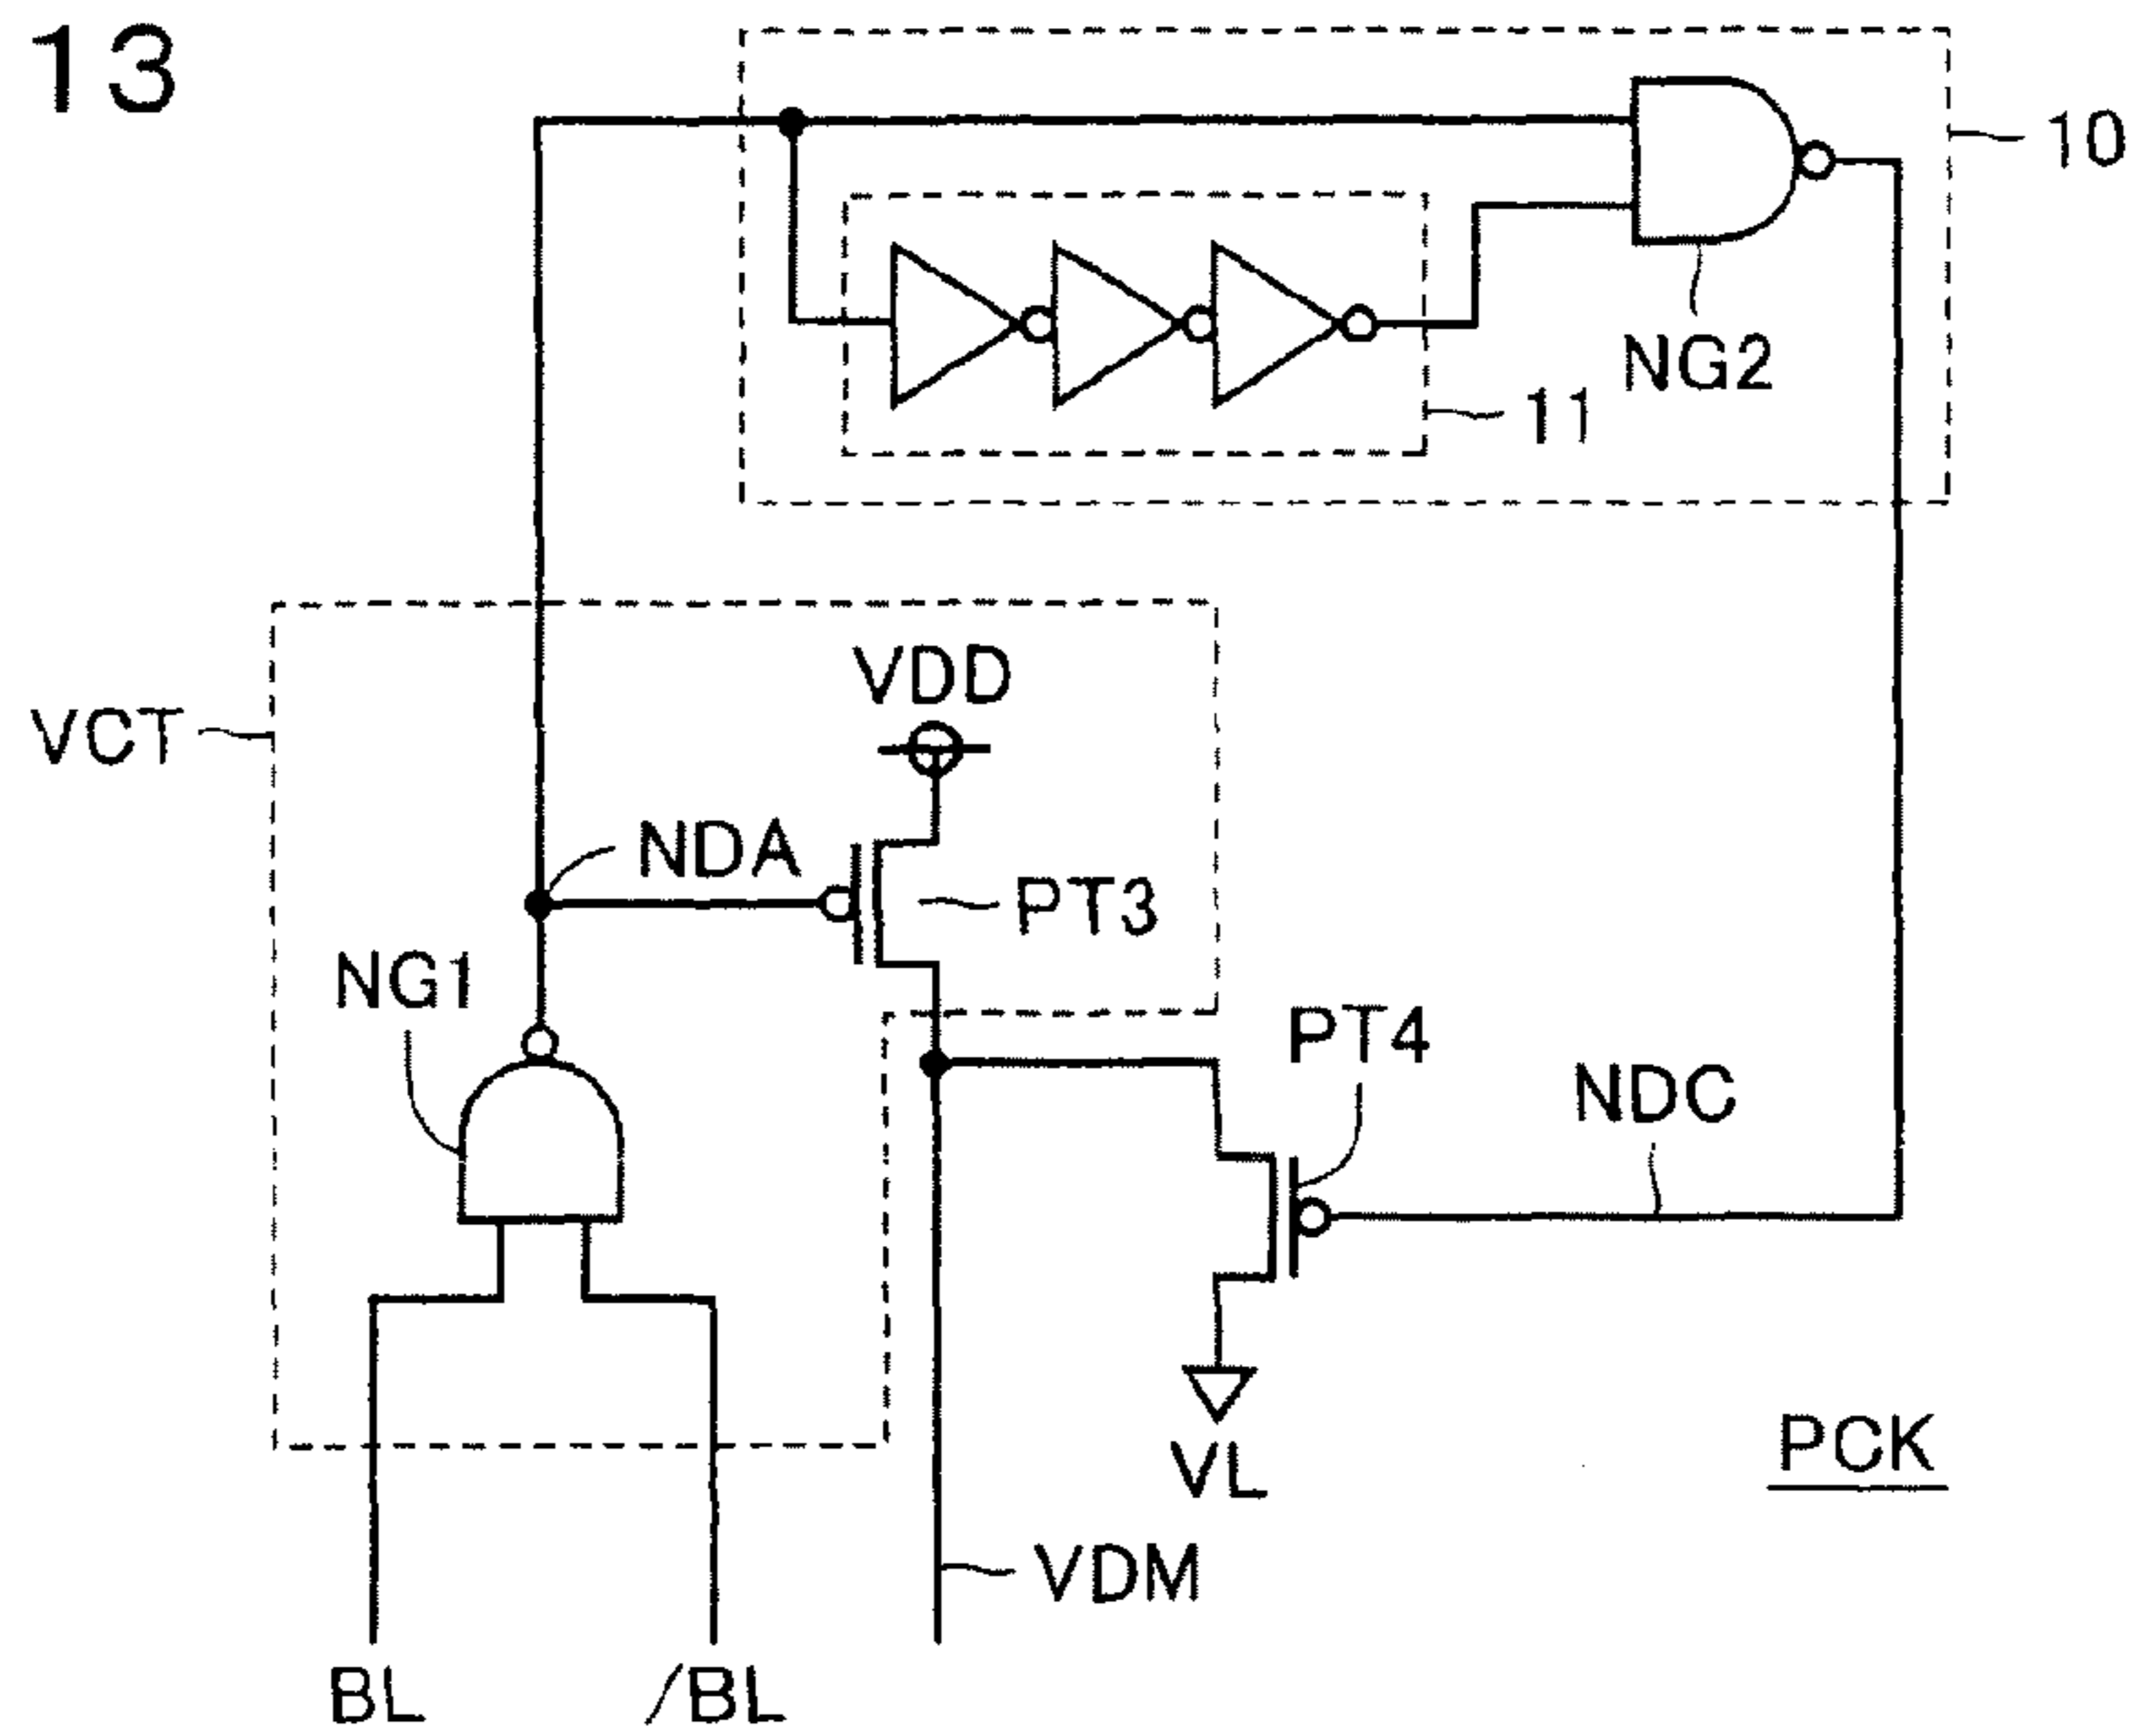 13
10
NG2
11
VDD
VCT
NDA
PT3
NG1
PT4
NDC
PCK
VL
VDM
BL
/BL